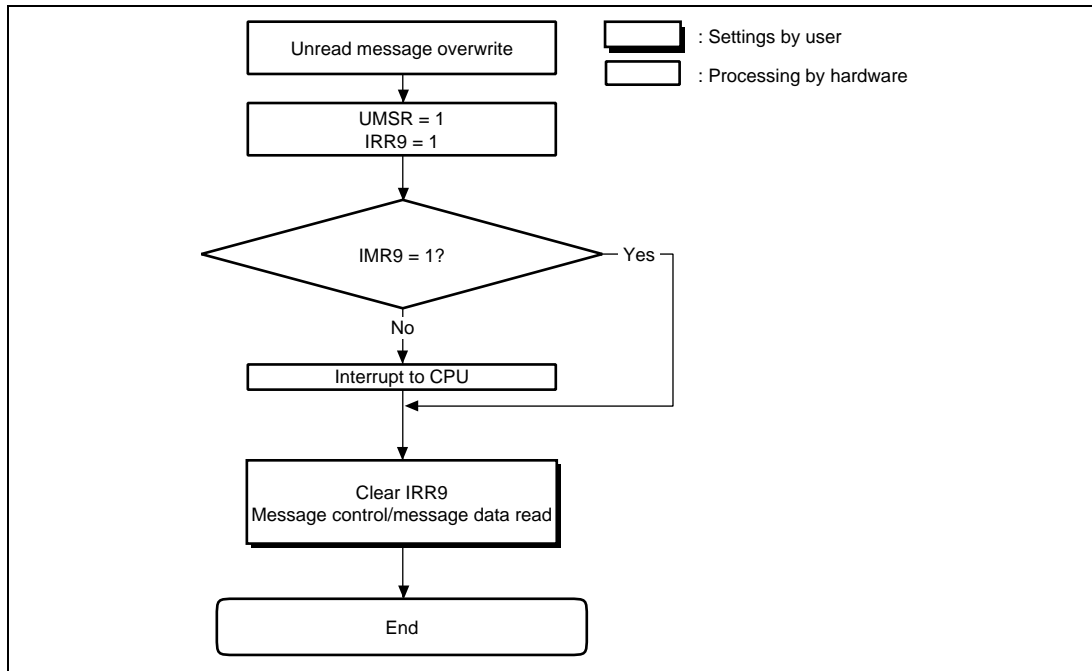 Unread message overwrite
: Settings by user
: Processing by hardware
UMSR = 1
IRR9 = 1
IMR9 = 1?
Yes
No
Interrupt to CPU
Clear IRR9
Message control/message data read
End